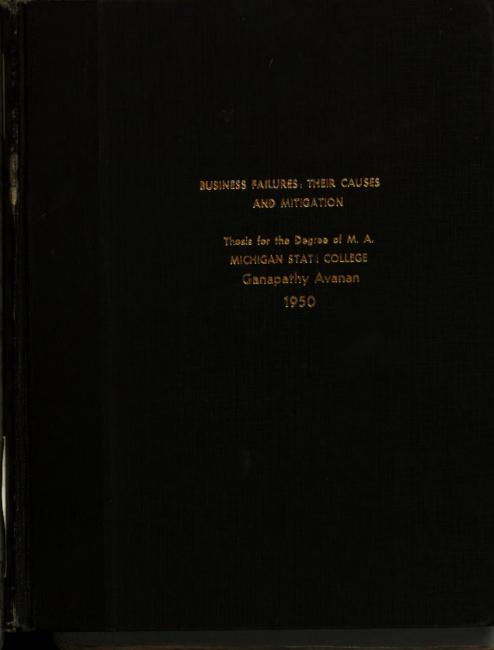 BUSINESS FAILURES: THEIR CAUSES
AND MITIGATION
Thesis for the Degree of M. A.
MICHIGAN STATE COLLEGE
Ganapathy Avanan
1950